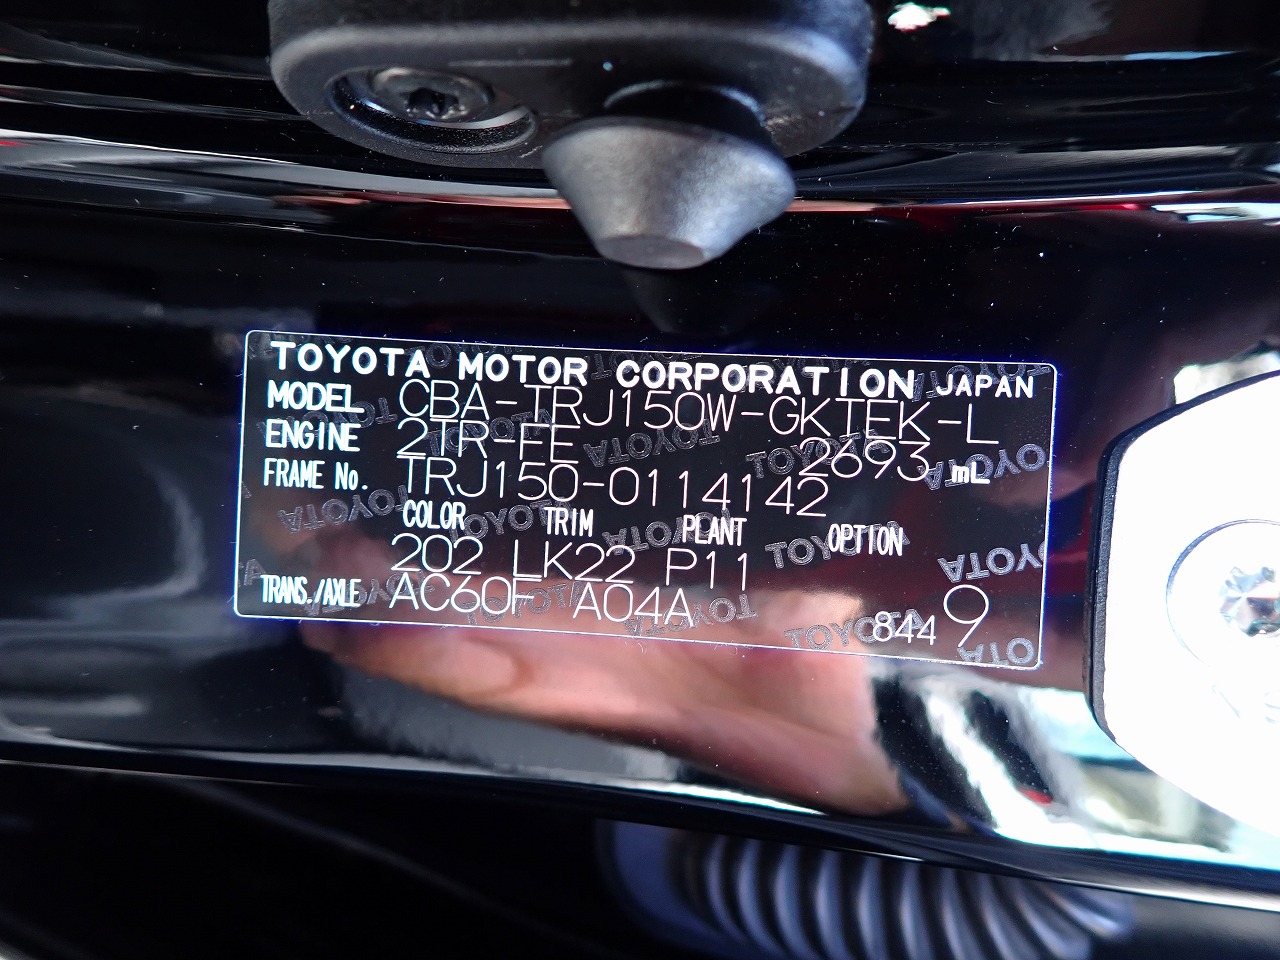 TOYOTA MOTOR CORPORATION JAPAN
MODEL CBA-TRJ150W-GKTEK-L
ENGINE 2TR-FE 2693 mL
FRAME No. TRJ150-0114142
COLOR TRIM PLANT OPTION
202 LK22 P11
TRANS./AXLE AC60F A04A 844 9